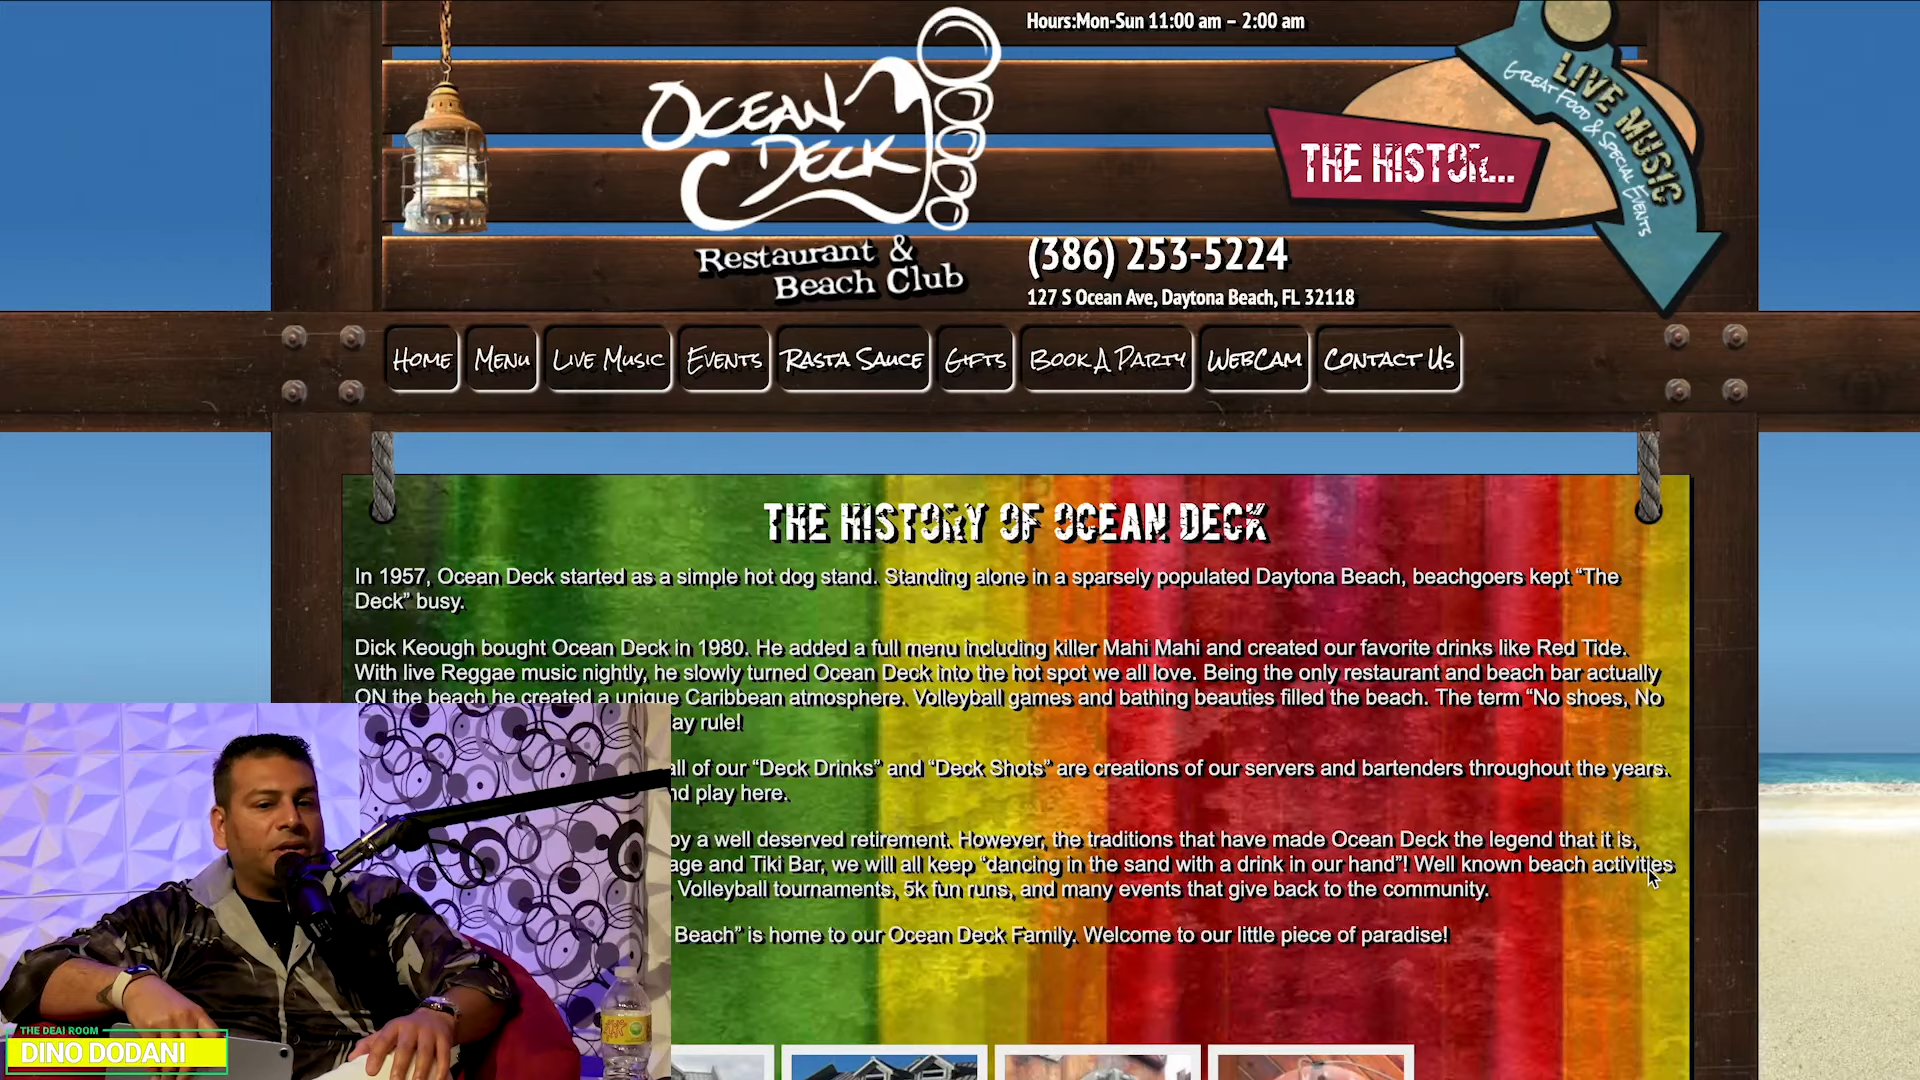 Hours:Mon-Sun 11:00 am – 2:00 am
OCEAN
DECK
Restaurant &
Beach Club
LIVE MUSIC
GREAT FOOD & SPECIAL EVENTS
THE HISTOR...
(386) 253-5224
127 S Ocean Ave, Daytona Beach, FL 32118
HOME MENU LIVE MUSIC EVENTS RASTA SAUCE GIFTS BOOK A PARTY WEBCAM CONTACT US
THE HISTORY OF OCEAN DECK
In 1957, Ocean Deck started as a simple hot dog stand. Standing alone in a sparsely populated Daytona Beach, beachgoers kept “The
Deck” busy.
Dick Keough bought Ocean Deck in 1980. He added a full menu including killer Mahi Mahi and created our favorite drinks like Red Tide.
With live Reggae music nightly, he slowly turned Ocean Deck into the hot spot we all love. Being the only restaurant and beach bar actually
ON the beach he created a unique Caribbean atmosphere. Volleyball games and bathing beauties filled the beach. The term “No shoes, No
ay rule!
all of our “Deck Drinks” and “Deck Shots” are creations of our servers and bartenders throughout the years.
nd play here.
oy a well deserved retirement. However, the traditions that have made Ocean Deck the legend that it is,
age and Tiki Bar, we will all keep “dancing in the sand with a drink in our hand”! Well known beach activities
, Volleyball tournaments, 5k fun runs, and many events that give back to the community.
Beach” is home to our Ocean Deck Family. Welcome to our little piece of paradise!
THE DEAL ROOM
DINO DODANI